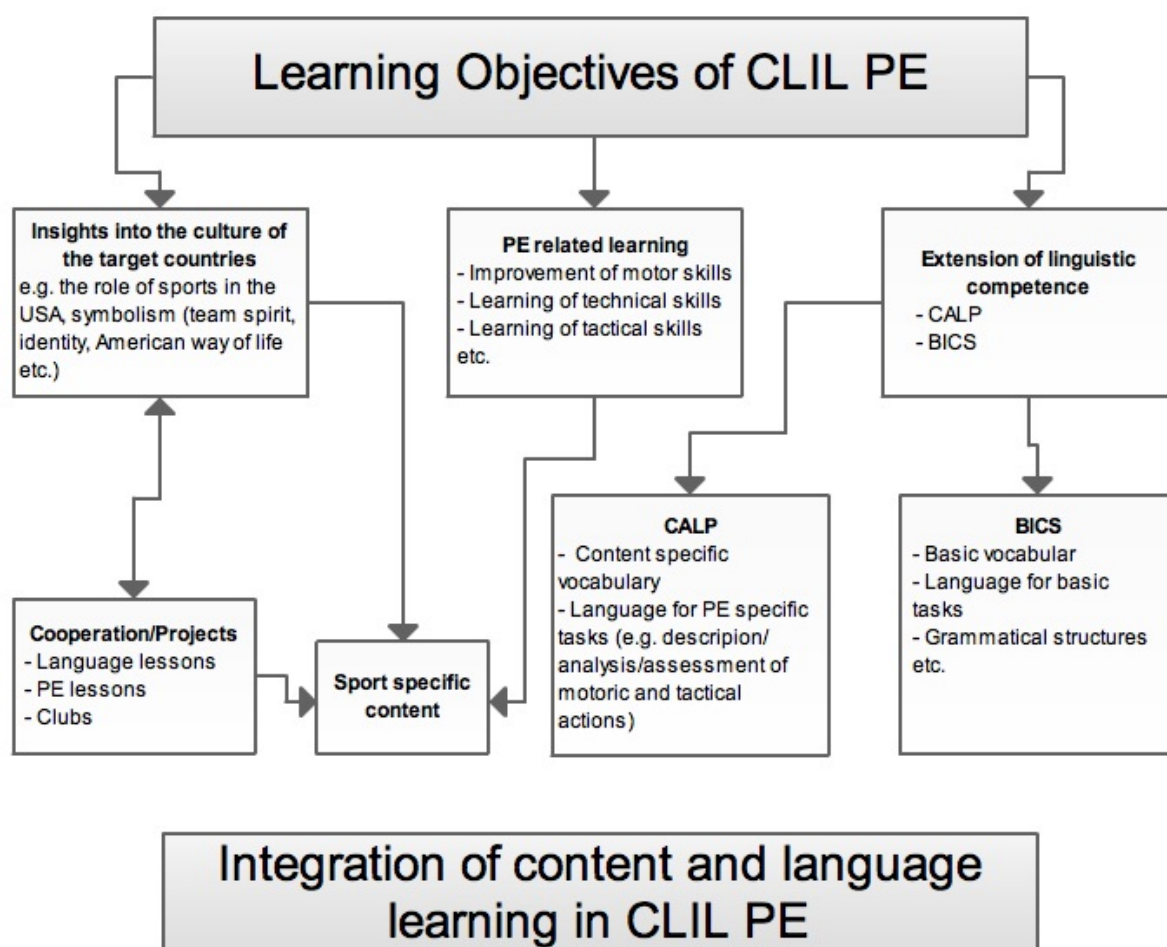 Learning Objectives of CLIL PE
Insights into the culture of
the target countries
e.g. the role of sports in the
USA, symbolism (team spirit,
identity, American way of life
etc.)
PE related learning
- Improvement of motor skills
- Learning of technical skills
- Learning of tactical skills
etc.
Extension of linguistic
competence
- CALP
- BICS
Cooperation/Projects
- Language lessons
- PE lessons
- Clubs
Sport specific
content
CALP
- Content specific
vocabulary
- Language for PE specific
tasks (e.g. descripion/
analysis/assessment of
motoric and tactical
actions)
BICS
- Basic vocabular
- Language for basic
tasks
- Grammatical structures
etc.
Integration of content and language
learning in CLIL PE